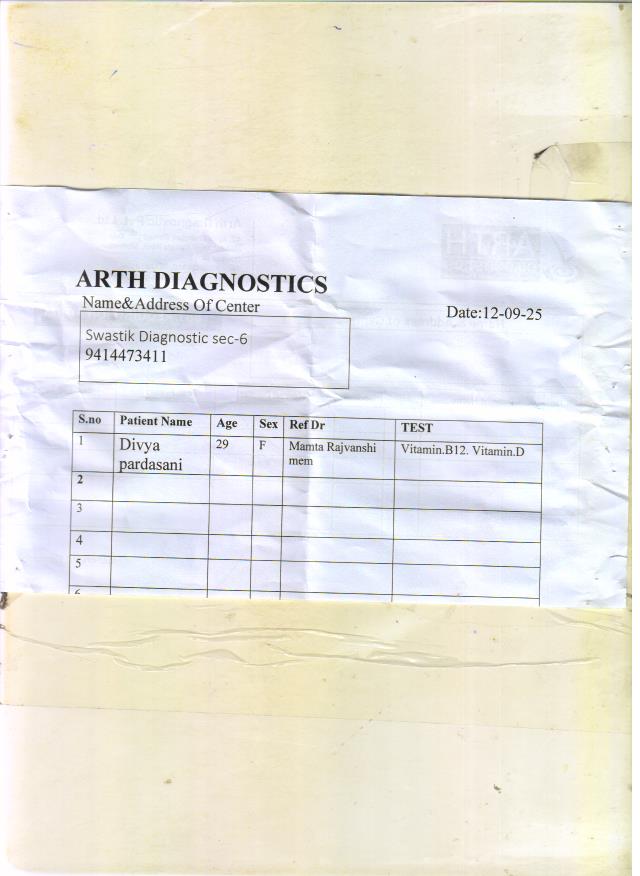 ARTH DIAGNOSTICS
Name&Address Of Center
Date:12-09-25
Swastik Diagnostic sec-6
9414473411
S.no Patient Name Age Sex Ref Dr TEST
1 Divya pardasani 29 F Mamta Rajvanshi mem Vitamin.B12. Vitamin.D
2
3
4
5
6